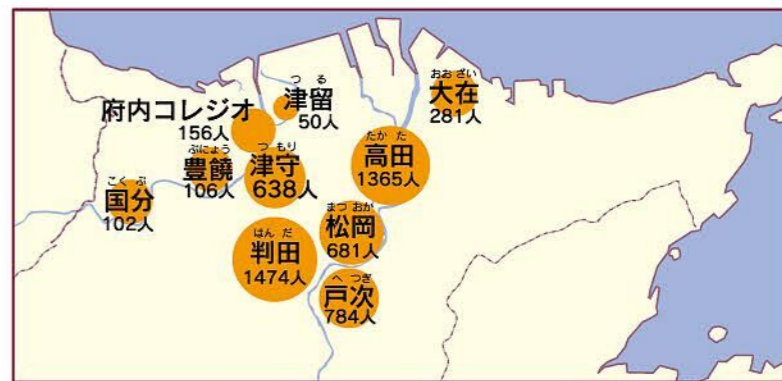 つる
津留
50人
おおざい
大在
281人
府内コレジオ
156人
ぶにょう
豊饒
106人
つもり
津守
638人
たかた
高田
1365人
こくぶ
国分
102人
まつおか
松岡
681人
はんだ
判田
1474人
へつぎ
戸次
784人